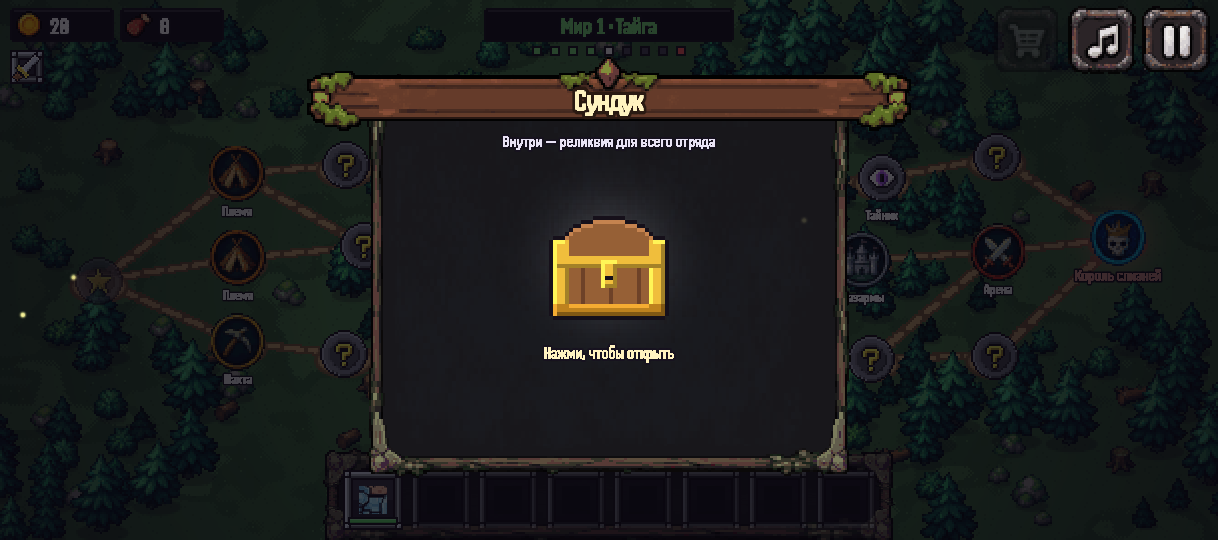 28
8
Мир 1 · Тайга
Сундук
Внутри — реликвия для всего отряда
Племя
Тайник
Племя
Арена
Король слизней
Шахта
Нажми, чтобы открыть